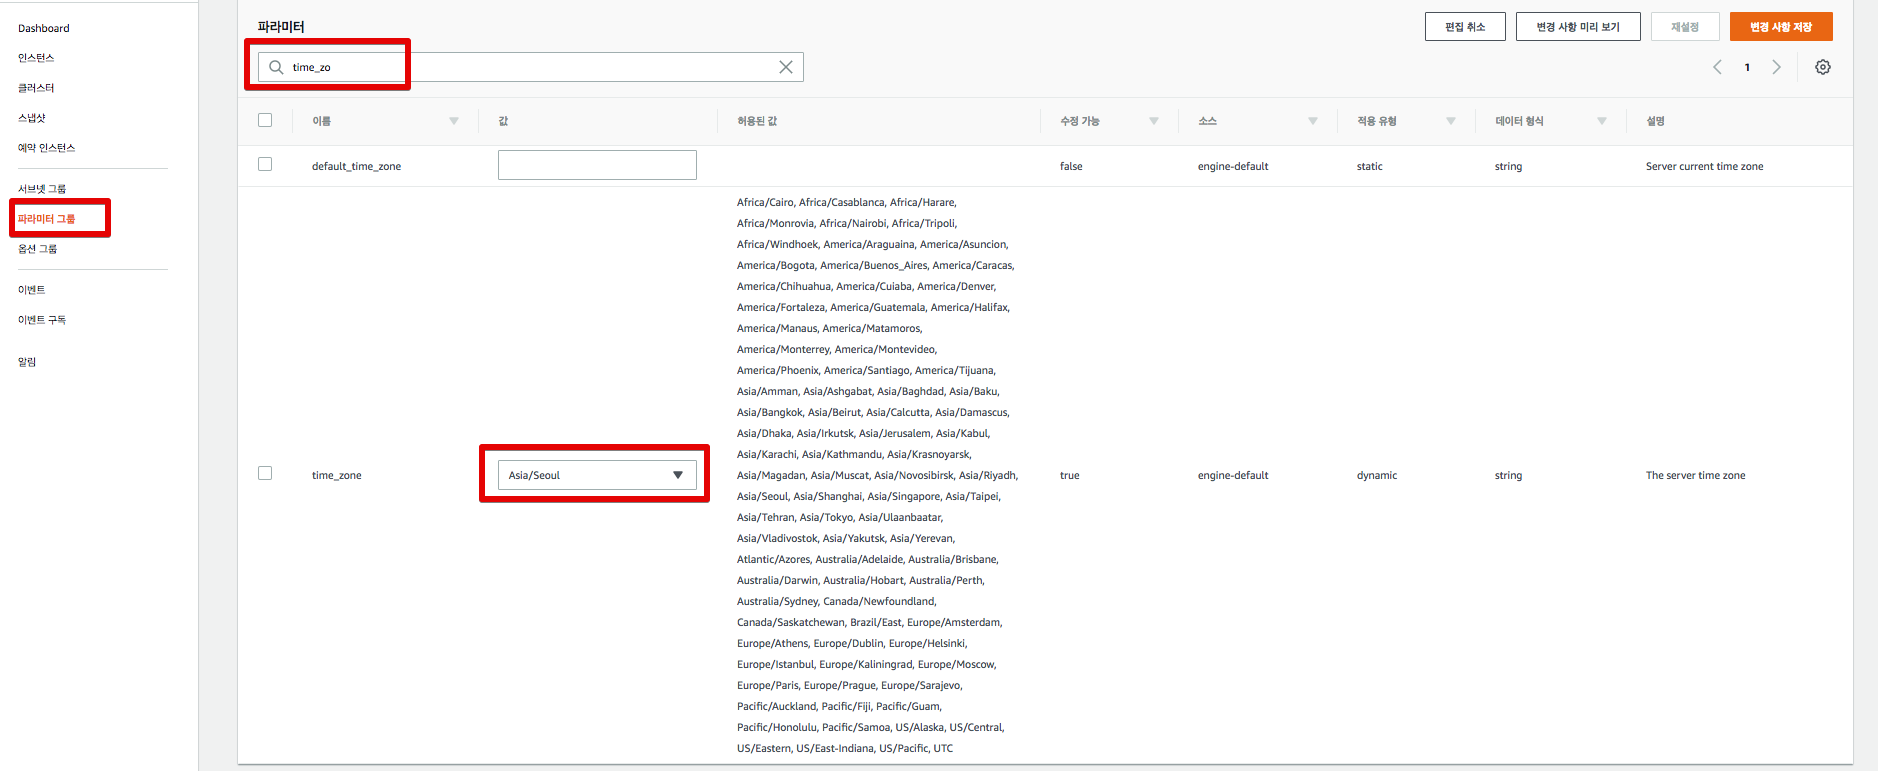 Dashboard
인스턴스
클러스터
스냅샷
예약 인스턴스
서브넷 그룹
파라미터 그룹
옵션 그룹
이벤트
이벤트 구독
알림
파라미터
편집 취소
변경 사항 미리 보기
재설정
변경 사항 저장
time_zo
1
이름 값 허용된 값 수정 가능 소스 적용 유형 데이터 형식 설명
default_time_zone false engine-default static string Server current time zone
Africa/Cairo, Africa/Casablanca, Africa/Harare,
Africa/Monrovia, Africa/Nairobi, Africa/Tripoli,
Africa/Windhoek, America/Araguaina, America/Asuncion,
America/Bogota, America/Buenos_Aires, America/Caracas,
America/Chihuahua, America/Cuiaba, America/Denver,
America/Fortaleza, America/Guatemala, America/Halifax,
America/Manaus, America/Matamoros,
America/Monterrey, America/Montevideo,
America/Phoenix, America/Santiago, America/Tijuana,
Asia/Amman, Asia/Ashgabat, Asia/Baghdad, Asia/Baku,
Asia/Bangkok, Asia/Beirut, Asia/Calcutta, Asia/Damascus,
Asia/Dhaka, Asia/Irkutsk, Asia/Jerusalem, Asia/Kabul,
Asia/Karachi, Asia/Kathmandu, Asia/Krasnoyarsk,
time_zone Asia/Seoul Asia/Magadan, Asia/Muscat, Asia/Novosibirsk, Asia/Riyadh, true engine-default dynamic string The server time zone
Asia/Seoul, Asia/Shanghai, Asia/Singapore, Asia/Taipei,
Asia/Tehran, Asia/Tokyo, Asia/Ulaanbaatar,
Asia/Vladivostok, Asia/Yakutsk, Asia/Yerevan,
Atlantic/Azores, Australia/Adelaide, Australia/Brisbane,
Australia/Darwin, Australia/Hobart, Australia/Perth,
Australia/Sydney, Canada/Newfoundland,
Canada/Saskatchewan, Brazil/East, Europe/Amsterdam,
Europe/Athens, Europe/Dublin, Europe/Helsinki,
Europe/Istanbul, Europe/Kaliningrad, Europe/Moscow,
Europe/Paris, Europe/Prague, Europe/Sarajevo,
Pacific/Auckland, Pacific/Fiji, Pacific/Guam,
Pacific/Honolulu, Pacific/Samoa, US/Alaska, US/Central,
US/Eastern, US/East-Indiana, US/Pacific, UTC